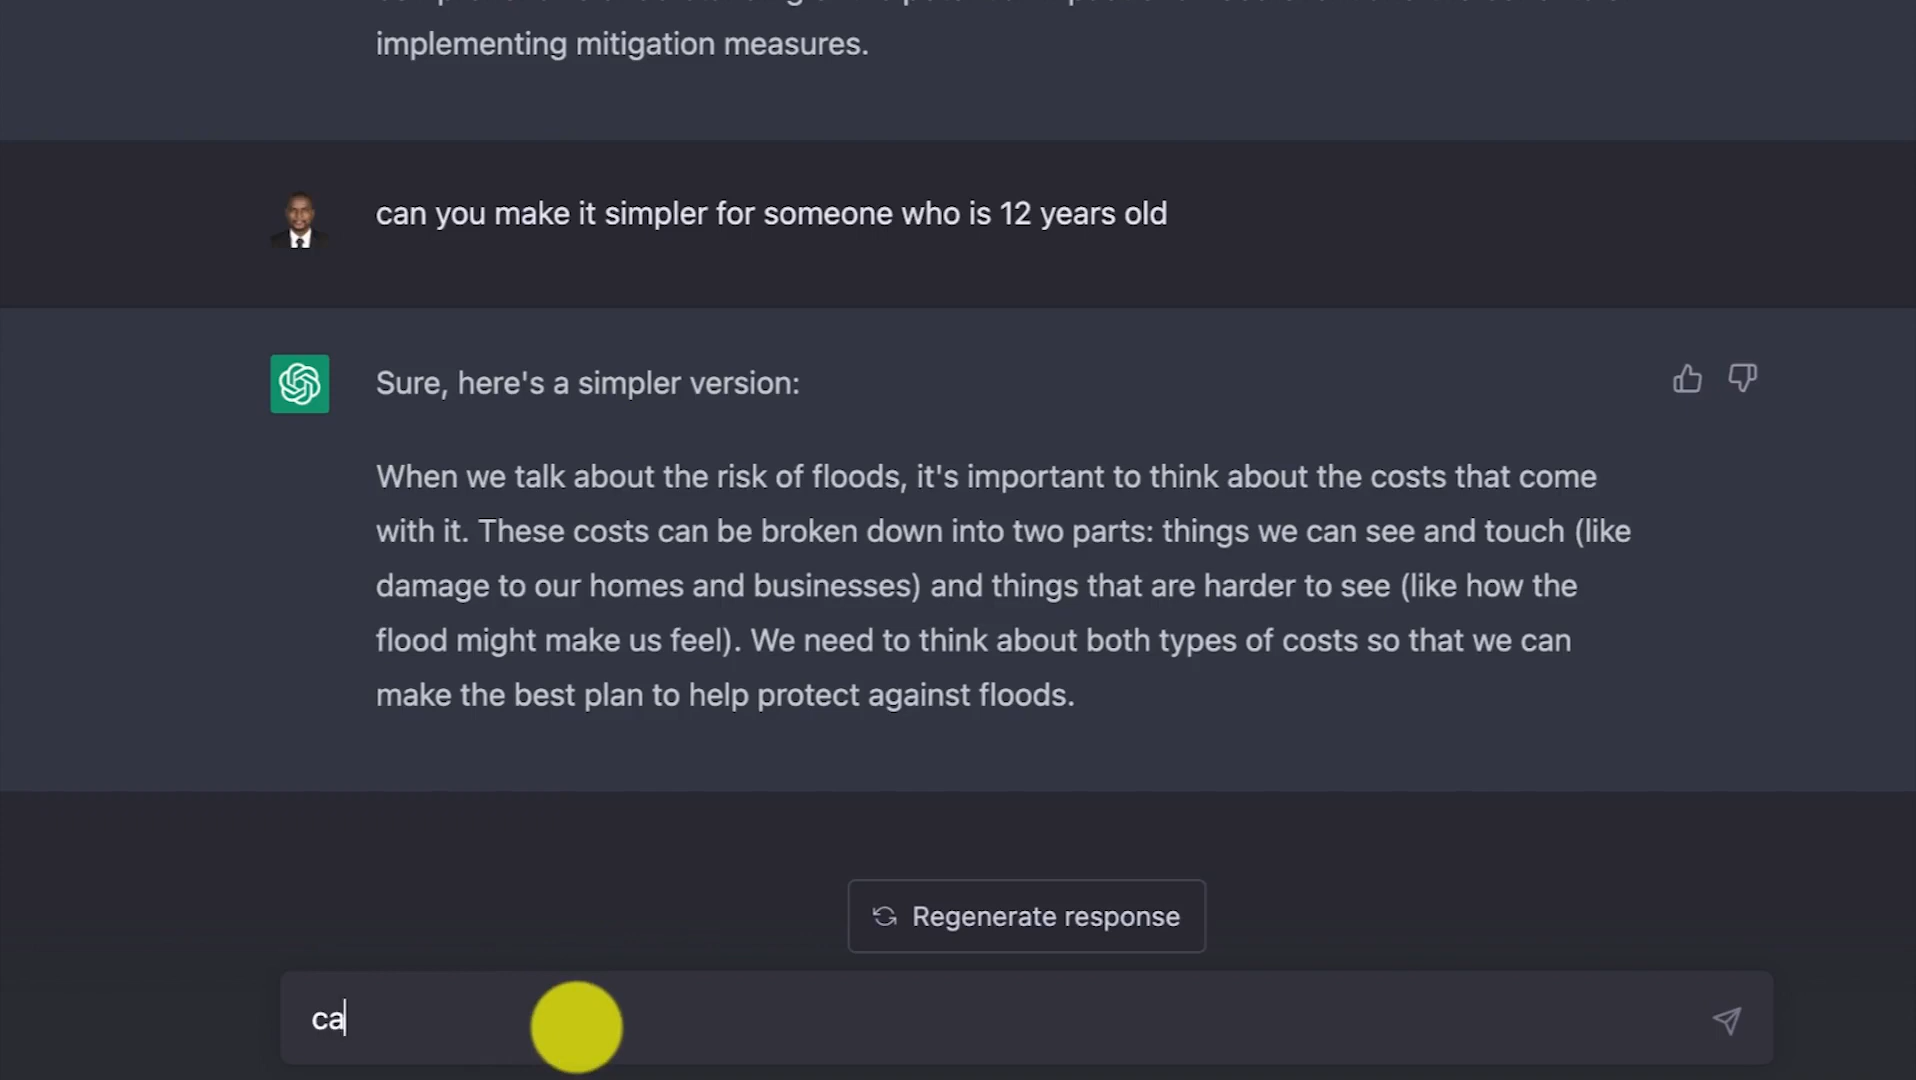 implementing mitigation measures.
can you make it simpler for someone who is 12 years old
Sure, here's a simpler version:
When we talk about the risk of floods, it's important to think about the costs that come
with it. These costs can be broken down into two parts: things we can see and touch (like
damage to our homes and businesses) and things that are harder to see (like how the
flood might make us feel). We need to think about both types of costs so that we can
make the best plan to help protect against floods.
Regenerate response
ca